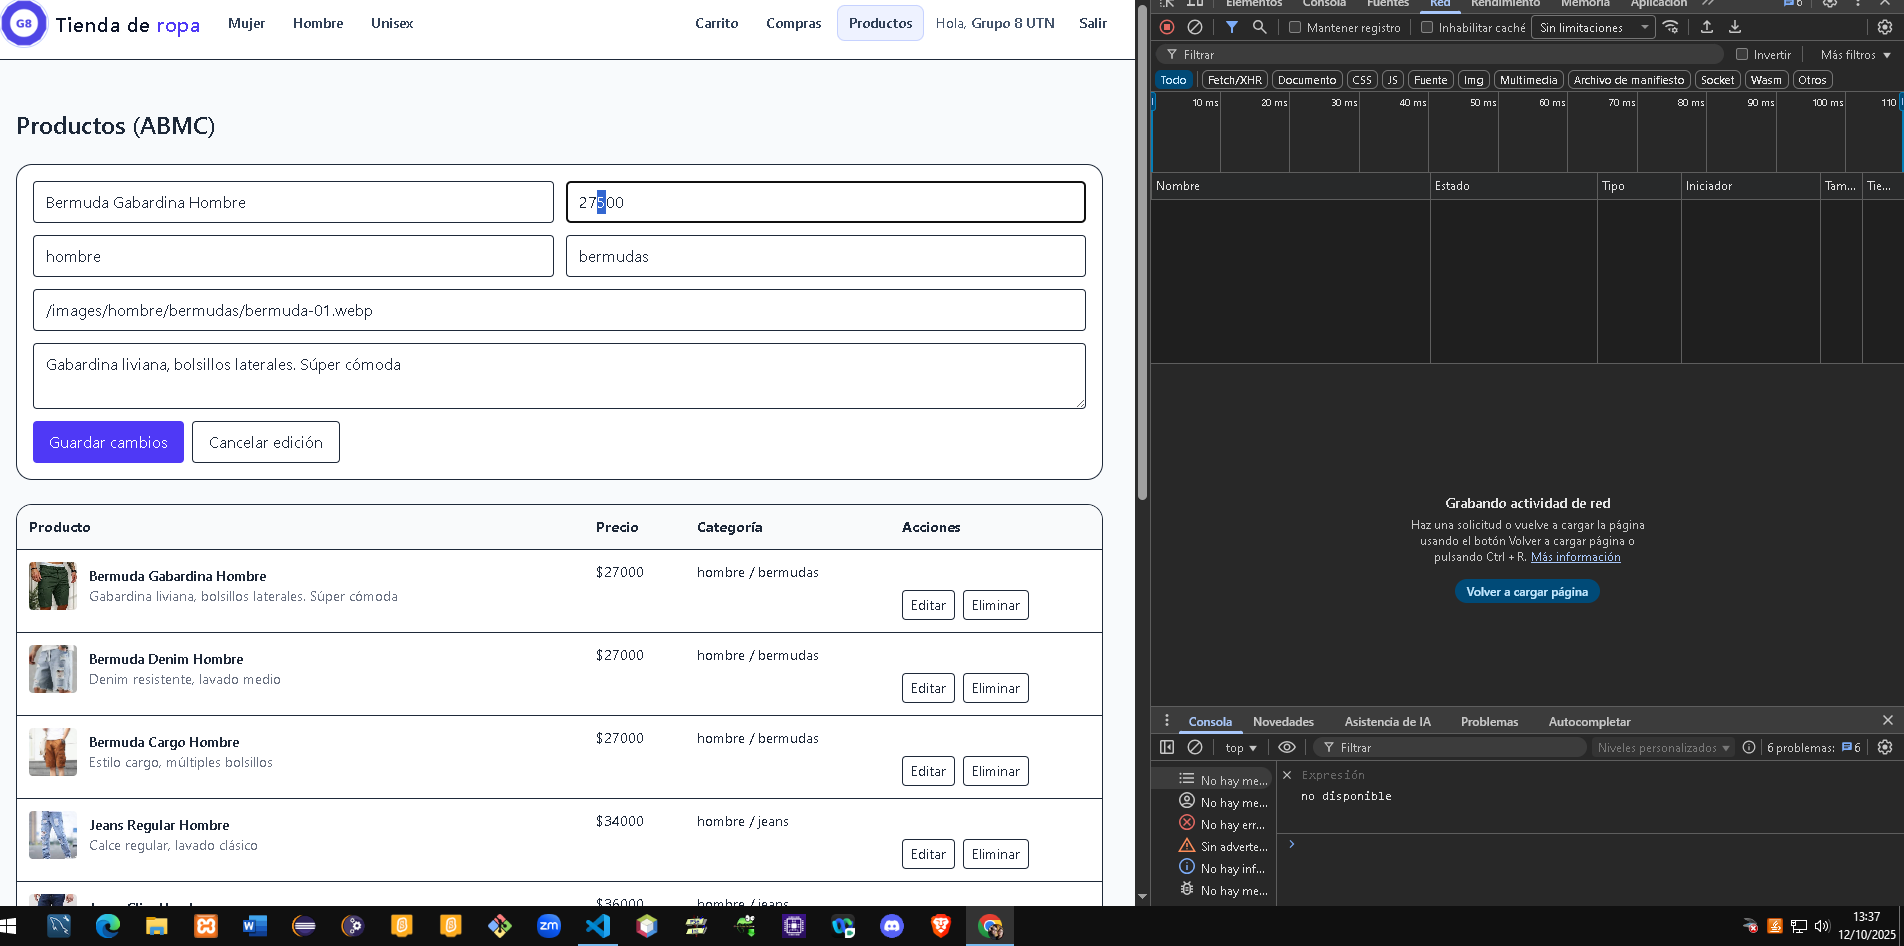 G8 Tienda de ropa Mujer Hombre Unisex Carrito Compras Productos Hola, Grupo 8 UTN Salir
Productos (ABMC)
Bermuda Gabardina Hombre 27500
hombre bermudas
/images/hombre/bermudas/bermuda-01.webp
Gabardina liviana, bolsillos laterales. Súper cómoda
Guardar cambios Cancelar edición
Producto Precio Categoría Acciones
Bermuda Gabardina Hombre $27000 hombre / bermudas
Gabardina liviana, bolsillos laterales. Súper cómoda
Editar Eliminar
Bermuda Denim Hombre $27000 hombre / bermudas
Denim resistente, lavado medio
Editar Eliminar
Bermuda Cargo Hombre $27000 hombre / bermudas
Estilo cargo, múltiples bolsillos
Editar Eliminar
Jeans Regular Hombre $34000 hombre / jeans
Calce regular, lavado clásico
Editar Eliminar
$36000 hombre / jeans
Elementos Consola Fuentes Red Rendimiento Memoria Aplicación 6
Mantener registro Inhabilitar caché Sin limitaciones
Filtrar Invertir Más filtros
Todo Fetch/XHR Documento CSS JS Fuente Img Multimedia Archivo de manifiesto Socket Wasm Otros
10 ms 20 ms 30 ms 40 ms 50 ms 60 ms 70 ms 80 ms 90 ms 100 ms 110
Nombre Estado Tipo Iniciador Tam... Tie...
Grabando actividad de red
Haz una solicitud o vuelve a cargar la página
usando el botón Volver a cargar página o
pulsando Ctrl + R. Más información
Volver a cargar página
Consola Novedades Asistencia de IA Problemas Autocompletar
top Filtrar Niveles personalizados 6 problemas: 6
No hay me...
No hay me...
No hay err...
Sin adverte...
No hay inf...
No hay me...
Expresión
no disponible
zm
13:37
12/10/2025